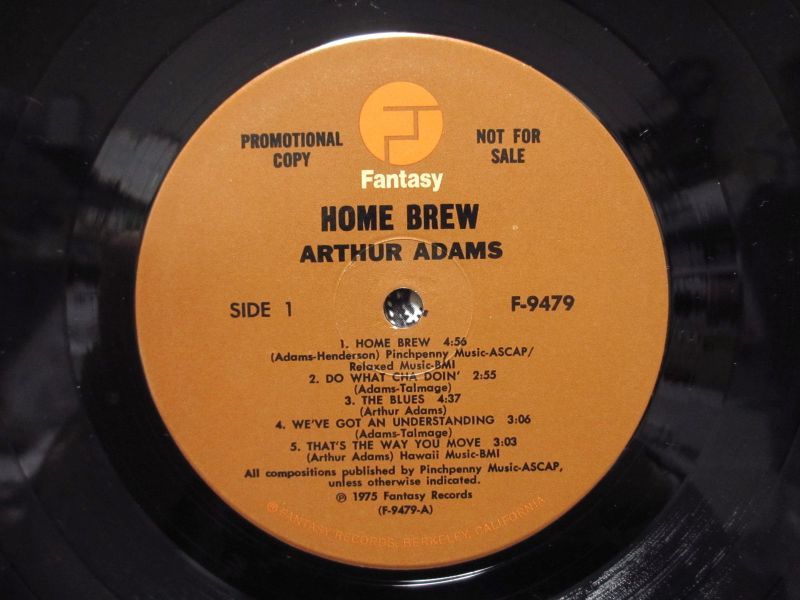 PROMOTIONAL
COPY
NOT FOR
SALE
Fantasy
HOME BREW
ARTHUR ADAMS
SIDE 1
F-9479
1. HOME BREW 4:56
(Adams-Henderson) Pinchpenny Music-ASCAP/
Relaxed Music-BMI
2. DO WHAT CHA DOIN' 2:55
(Adams-Talmage)
3. THE BLUES 4:37
(Arthur Adams)
4. WE'VE GOT AN UNDERSTANDING 3:06
(Adams-Talmage)
5. THAT'S THE WAY YOU MOVE 3:03
(Arthur Adams) Hawaii Music-BMI
All compositions published by Pinchpenny Music-ASCAP,
unless otherwise indicated.
℗ 1975 Fantasy Records
(F-9479-A)
® FANTASY RECORDS, BERKELEY, CALIFORNIA